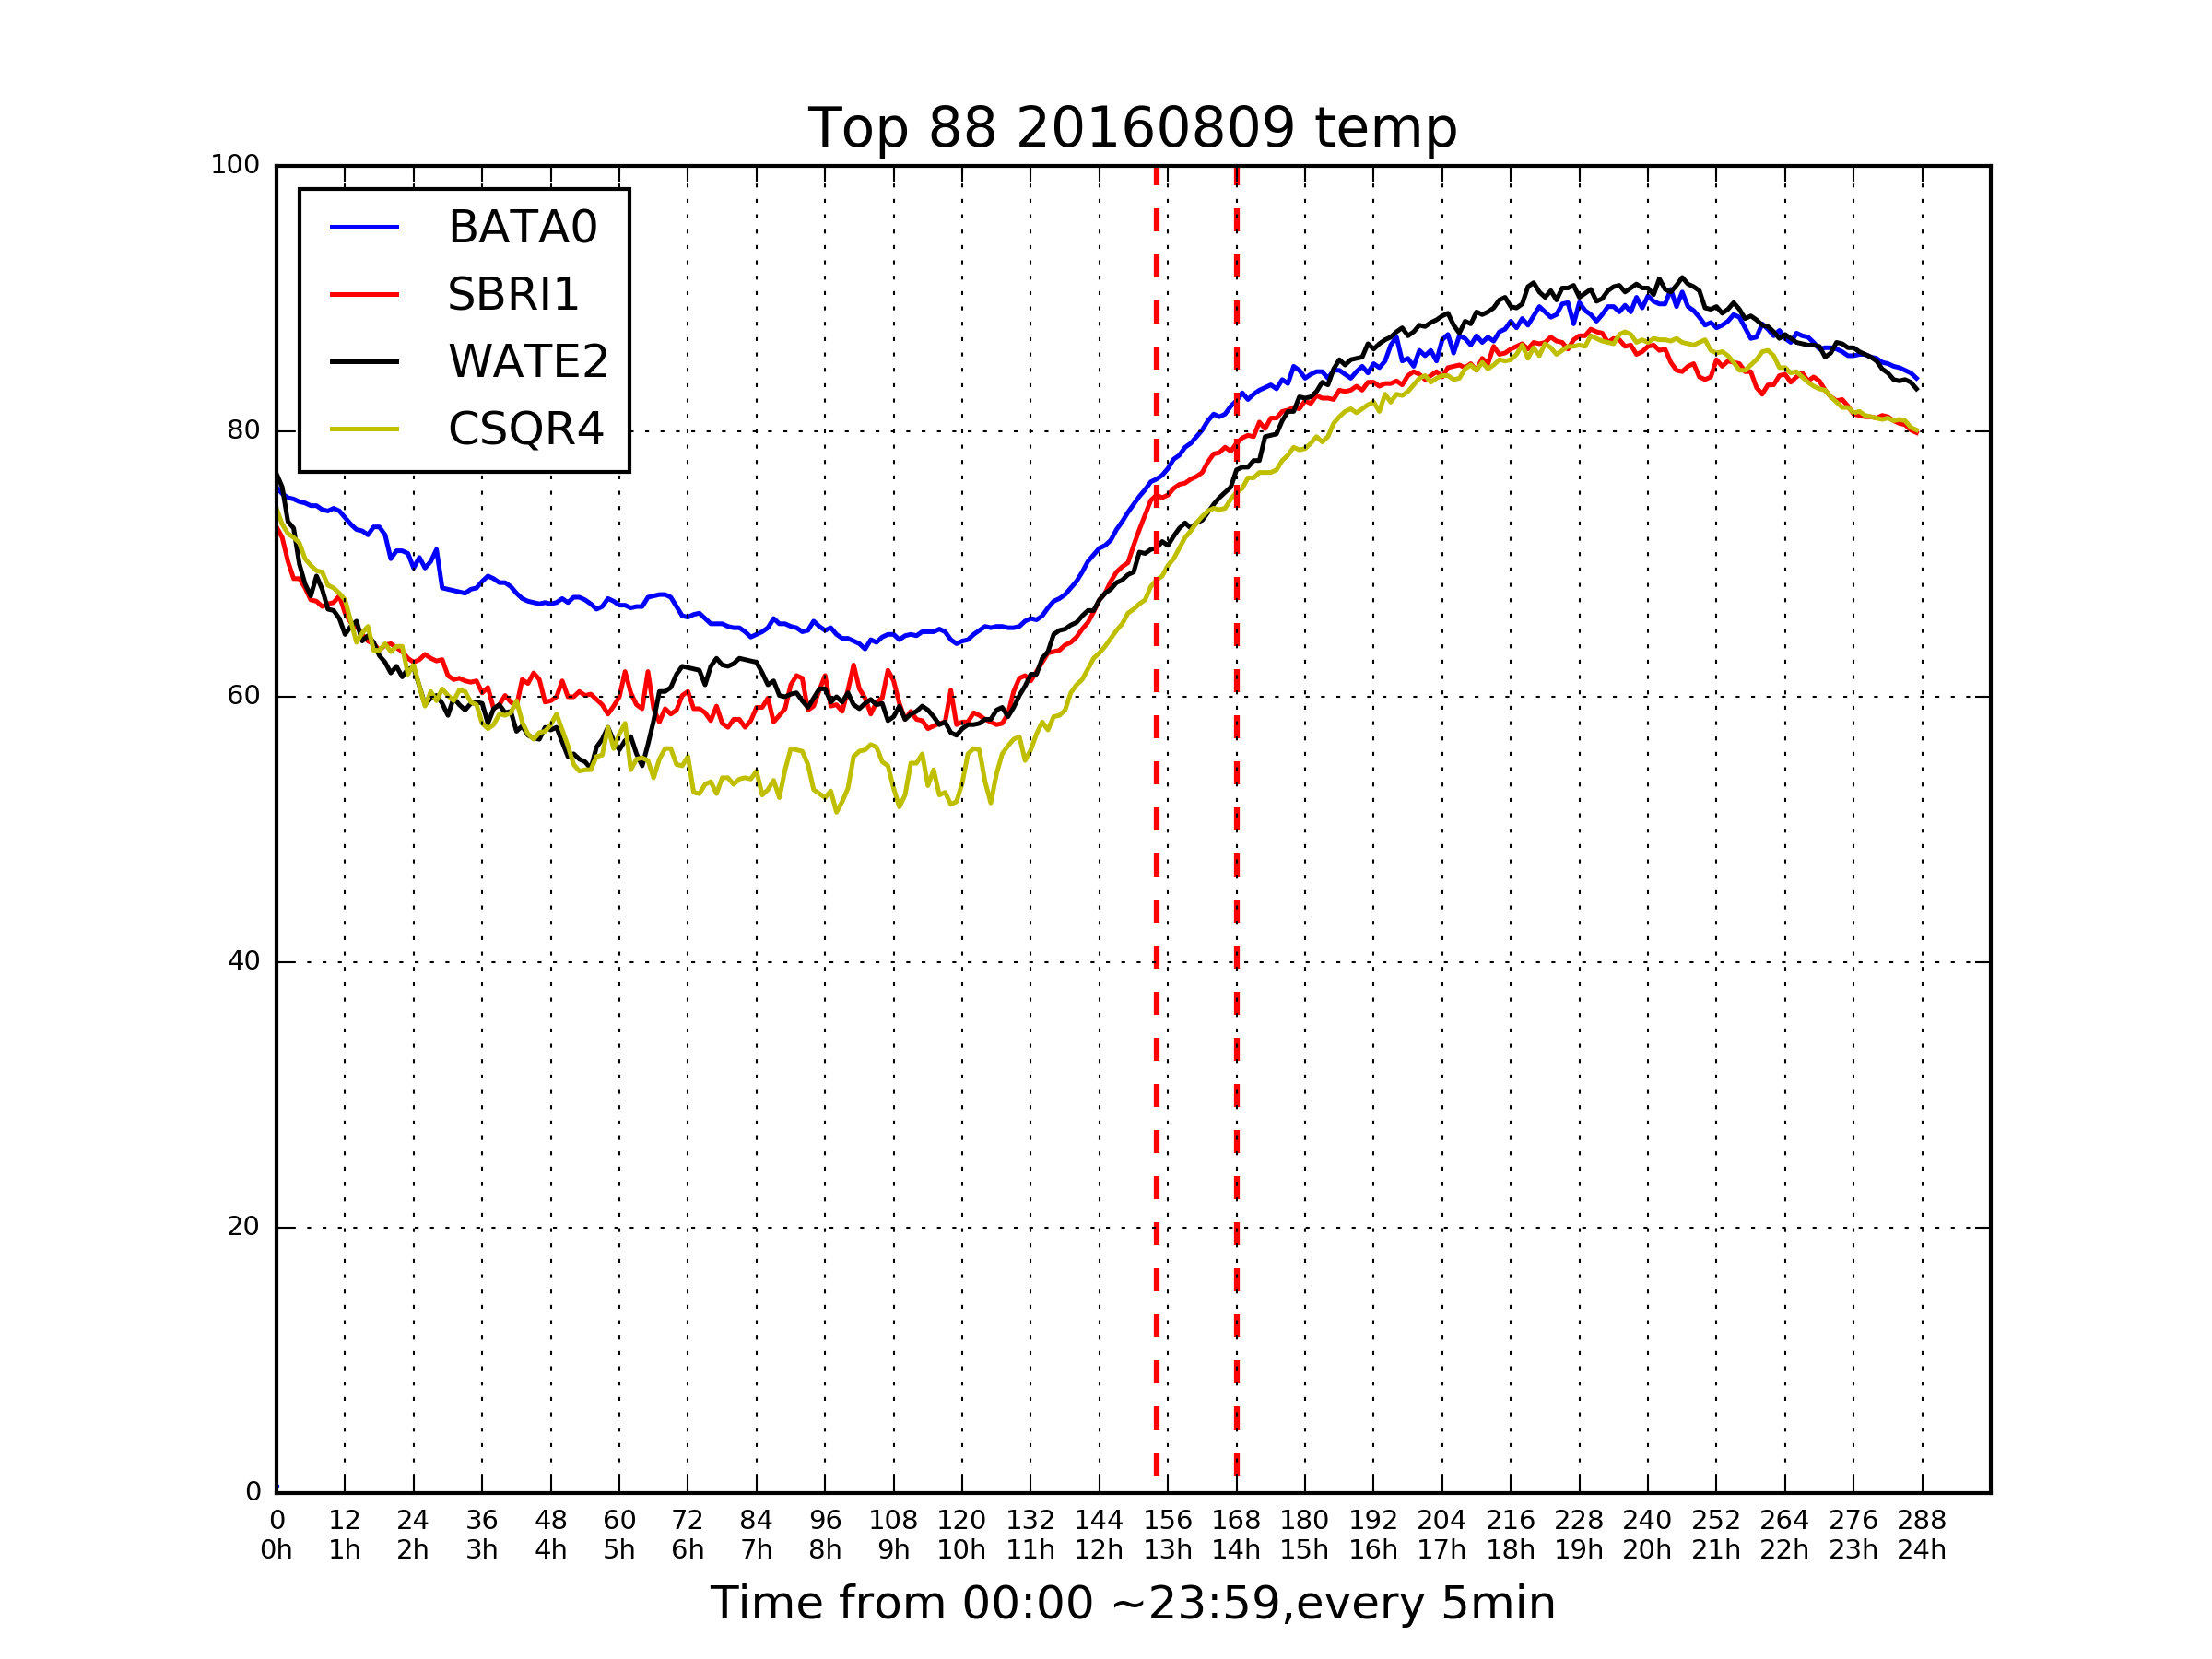 Top 88 20160809 temp
100
80
60
40
20
0
BATA0
SBRI1
WATE2
CSQR4
0 12 24 36 48 60 72 84 96 108 120 132 144 156 168 180 192 204 216 228 240 252 264 276 288
0h 1h 2h 3h 4h 5h 6h 7h 8h 9h 10h 11h 12h 13h 14h 15h 16h 17h 18h 19h 20h 21h 22h 23h 24h
Time from 00:00 ~23:59,every 5min